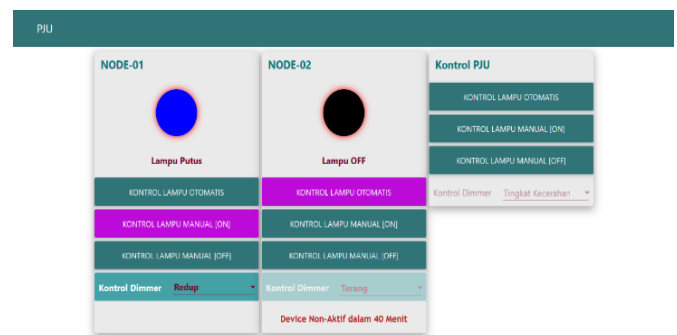 PJU
NODE-01
Lampu Putus
KONTROL LAMPU OTOMATIS
KONTROL LAMPU MANUAL [ON]
KONTROL LAMPU MANUAL [OFF]
Kontrol Dimmer Redup
NODE-02
Lampu OFF
KONTROL LAMPU OTOMATIS
KONTROL LAMPU MANUAL [ON]
KONTROL LAMPU MANUAL [OFF]
Kontrol Dimmer Terang
Device Non-Aktif dalam 40 Menit
Kontrol PJU
KONTROL LAMPU OTOMATIS
KONTROL LAMPU MANUAL [ON]
KONTROL LAMPU MANUAL [OFF]
Kontrol Dimmer Tingkat Kecerahan